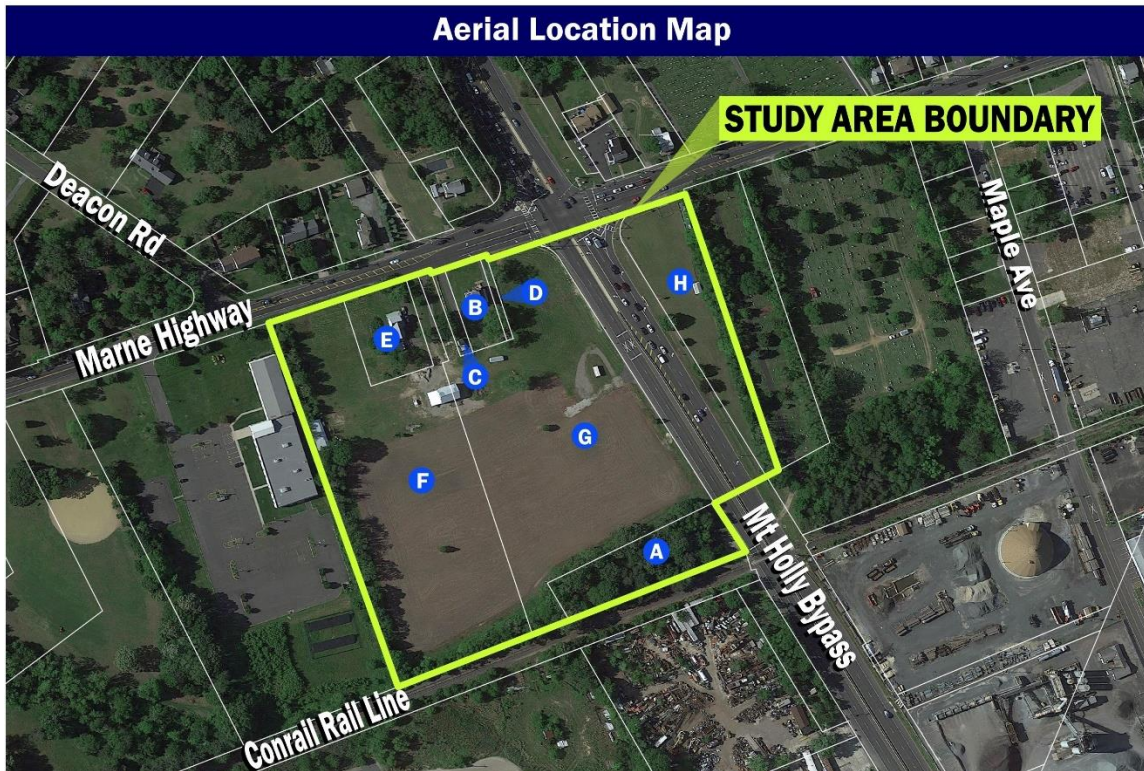 Aerial Location Map
STUDY AREA BOUNDARY
Deacon Rd
Maple Ave
Marne Highway
H
B
D
E
C
G
F
A
Mt Holly Bypass
Conrail Rail Line